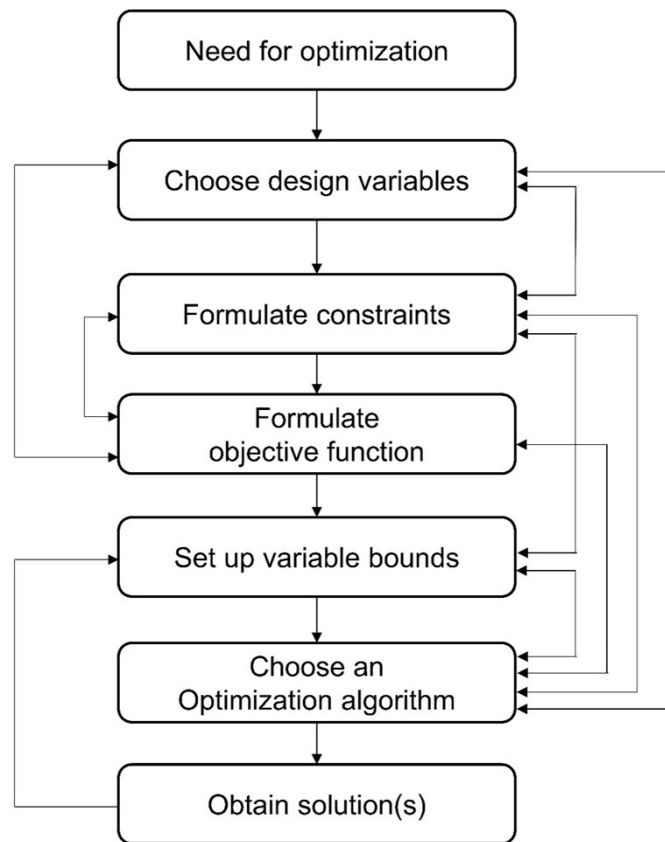 Need for optimization
Choose design variables
Formulate constraints
Formulate
objective function
Set up variable bounds
Choose an
Optimization algorithm
Obtain solution(s)